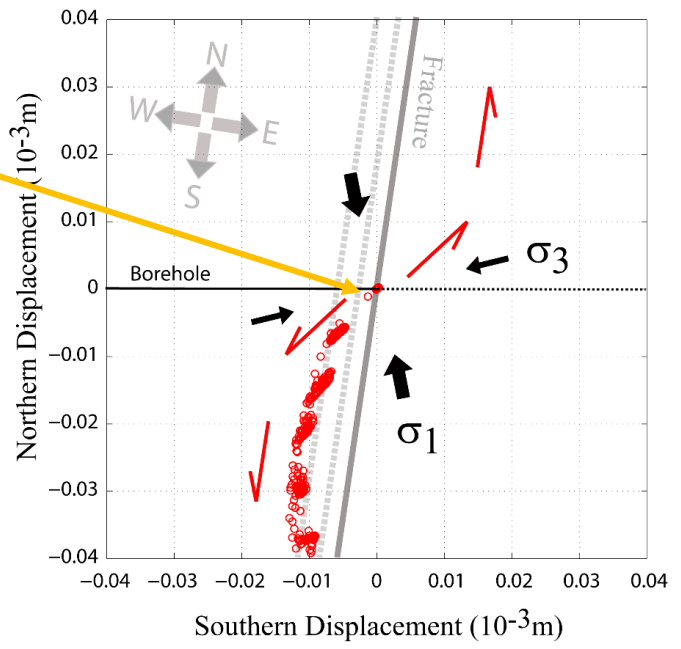 0.04
0.03
0.02
0.01
0
−0.01
−0.02
−0.03
−0.04
Northern Displacement (10-3m)
N
W
E
S
Fracture
Borehole
σ3
σ1
−0.04 −0.03 −0.02 −0.01 0 0.01 0.02 0.03 0.04
Southern Displacement (10-3m)